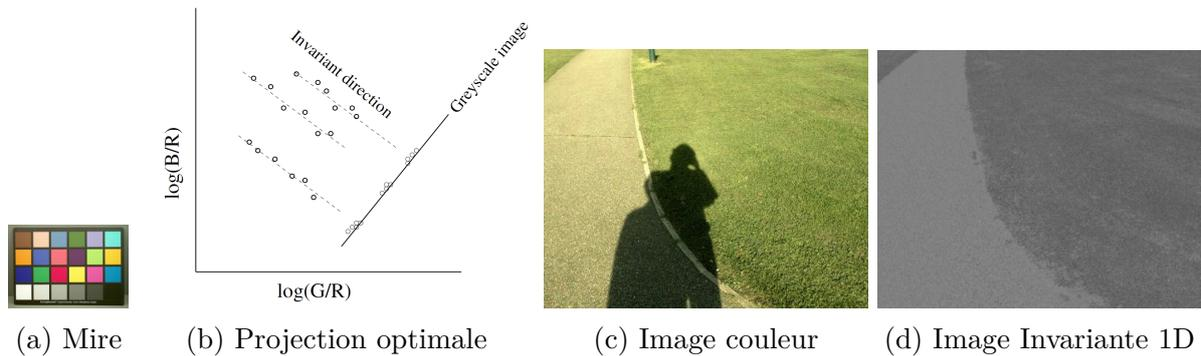 Invariant direction
Greyscale image
log(B/R)
log(G/R)
(a) Mire
(b) Projection optimale
(c) Image couleur
(d) Image Invariante 1D